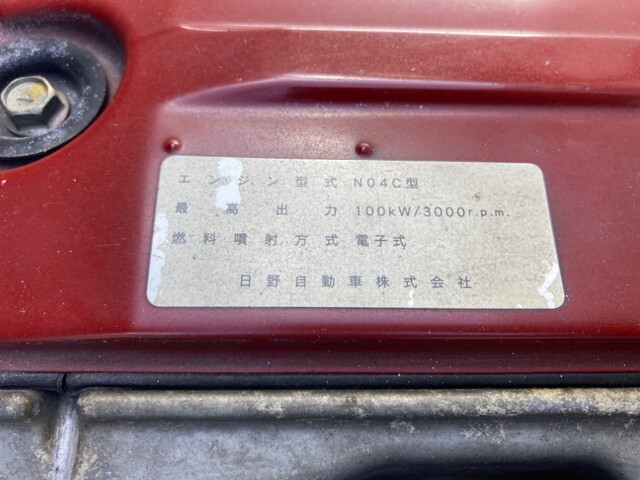 エンジン型式 N04C型
最高出力 100kW/3000r.p.m.
燃料噴射方式 電子式
日野自動車株式会社